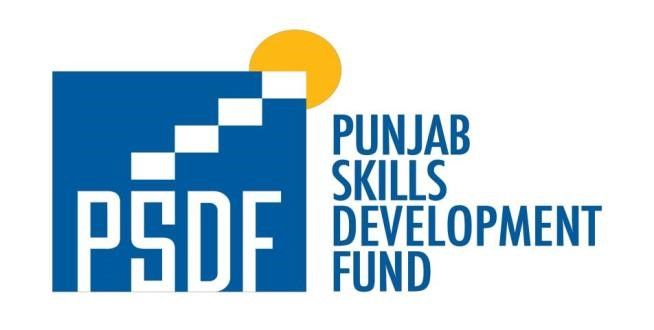 PSDF
PUNJAB
SKILLS
DEVELOPMENT
FUND